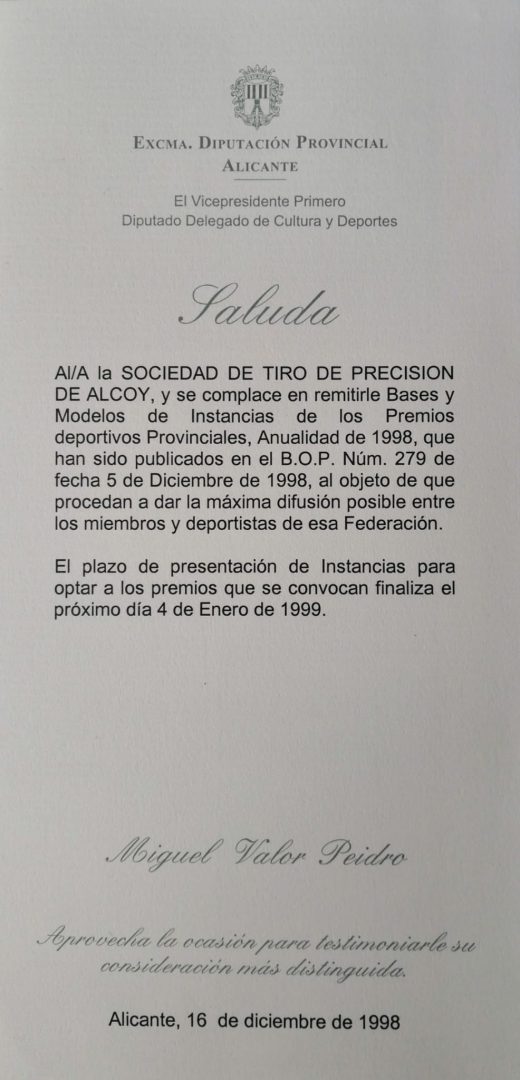 EXCMA. DIPUTACIÓN PROVINCIAL
ALICANTE
El Vicepresidente Primero
Diputado Delegado de Cultura y Deportes
Saluda
Al/A la SOCIEDAD DE TIRO DE PRECISION
DE ALCOY, y se complace en remitirle Bases y
Modelos de Instancias de los Premios
deportivos Provinciales, Anualidad de 1998, que
han sido publicados en el B.O.P. Núm. 279 de
fecha 5 de Diciembre de 1998, al objeto de que
procedan a dar la máxima difusión posible entre
los miembros y deportistas de esa Federación.
El plazo de presentación de Instancias para
optar a los premios que se convocan finaliza el
próximo día 4 de Enero de 1999.
Miguel Valor Peidro
Aprovecha la ocasión para testimoniarle su
consideración más distinguida.
Alicante, 16 de diciembre de 1998